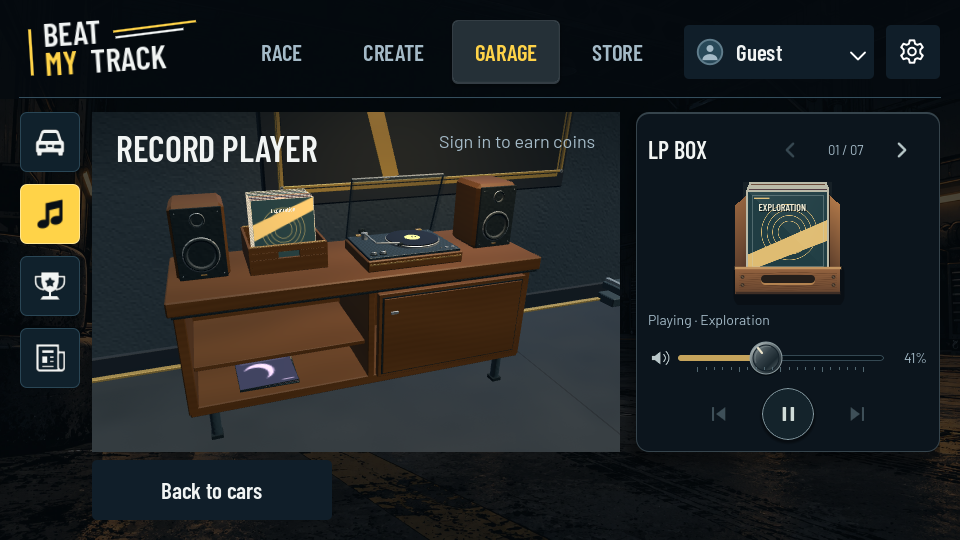 BEAT
MY TRACK
RACE
CREATE
GARAGE
STORE
Guest
RECORD PLAYER
Sign in to earn coins
LP BOX
01 / 07
EXPLORATION
Playing · Exploration
41%
Back to cars